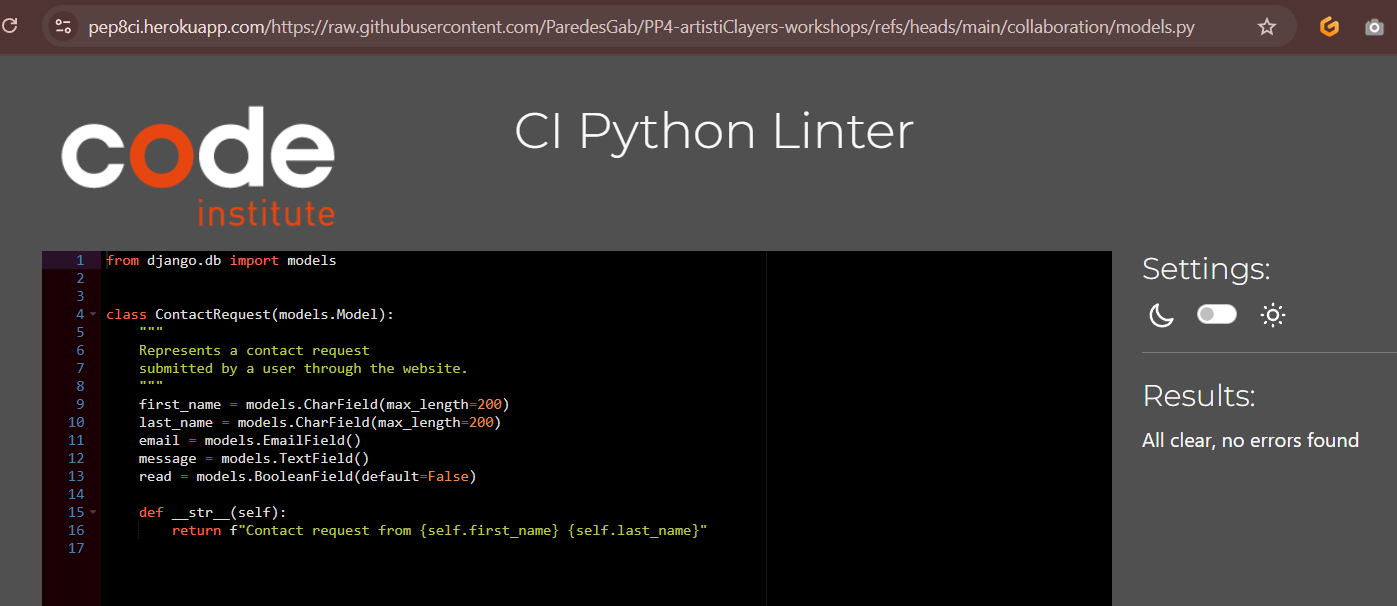 pep8ci.herokuapp.com/https://raw.githubusercontent.com/ParedesGab/PP4-artistiClayers-workshops/refs/heads/main/collaboration/models.py
code
institute
CI Python Linter
1 from django.db import models
2
3
4 class ContactRequest(models.Model):
5     """
6     Represents a contact request
7     submitted by a user through the website.
8     """
9     first_name = models.CharField(max_length=200)
10     last_name = models.CharField(max_length=200)
11     email = models.EmailField()
12     message = models.TextField()
13     read = models.BooleanField(default=False)
14
15     def __str__(self):
16         return f"Contact request from {self.first_name} {self.last_name}"
17
Settings:
Results:
All clear, no errors found